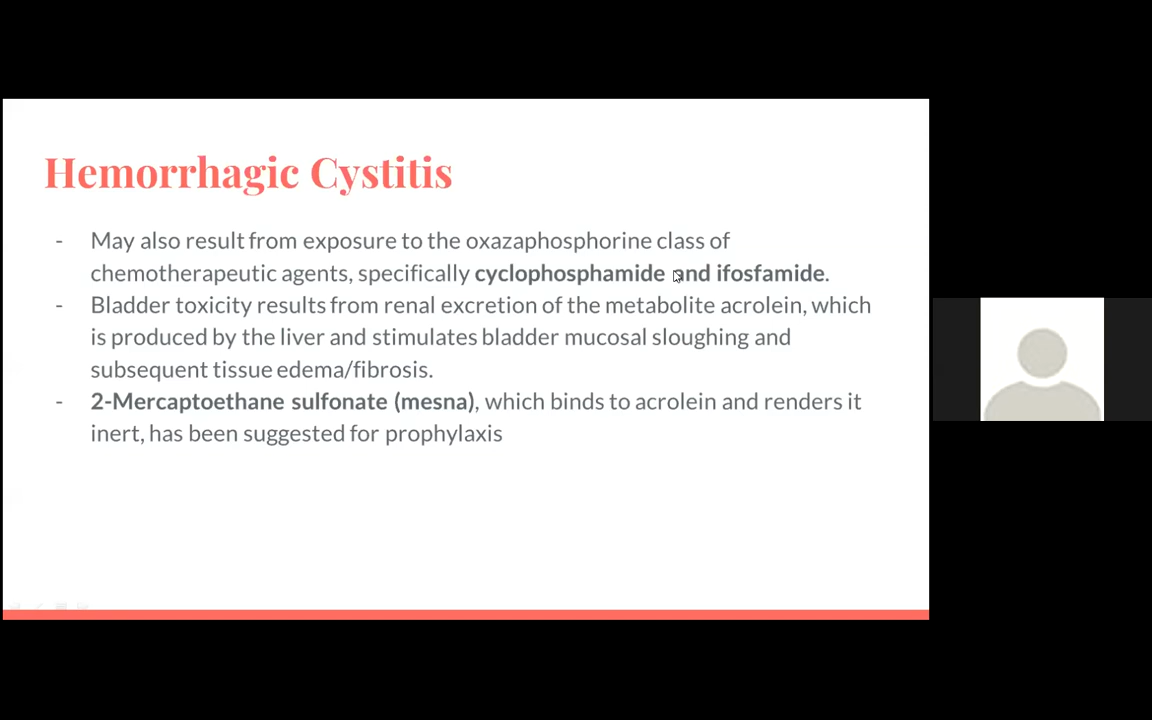 Hemorrhagic Cystitis
- May also result from exposure to the oxazaphosphorine class of
chemotherapeutic agents, specifically cyclophosphamide and ifosfamide.
- Bladder toxicity results from renal excretion of the metabolite acrolein, which
is produced by the liver and stimulates bladder mucosal sloughing and
subsequent tissue edema/fibrosis.
- 2-Mercaptoethane sulfonate (mesna), which binds to acrolein and renders it
inert, has been suggested for prophylaxis